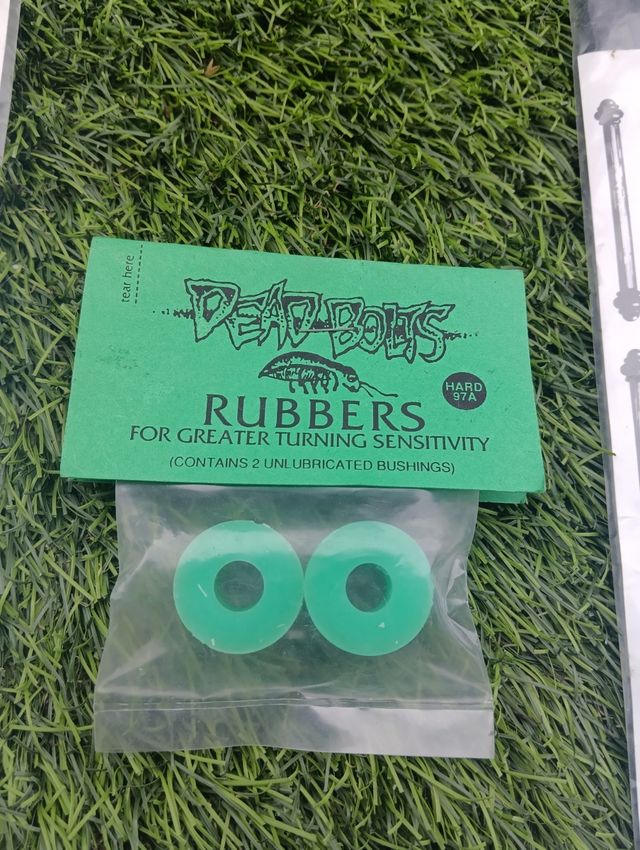 tear here
DEAD BOLTS
HARD
97A
RUBBERS
FOR GREATER TURNING SENSITIVITY
(CONTAINS 2 UNLUBRICATED BUSHINGS)